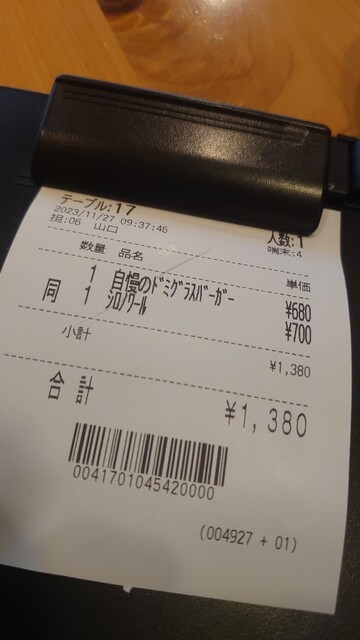 テーブル:17
2023/11/27 09:37:46 人数:1
担:06 山口 端末:4
数量 品名 単価
1 自慢のﾄﾞﾐｸﾞﾗｽバーガー ¥680
同 1 ｼﾛﾉﾜｰﾙ ¥700
小計 ¥1,380
合計 ¥1,380
0041701045420000
(004927 + 01)